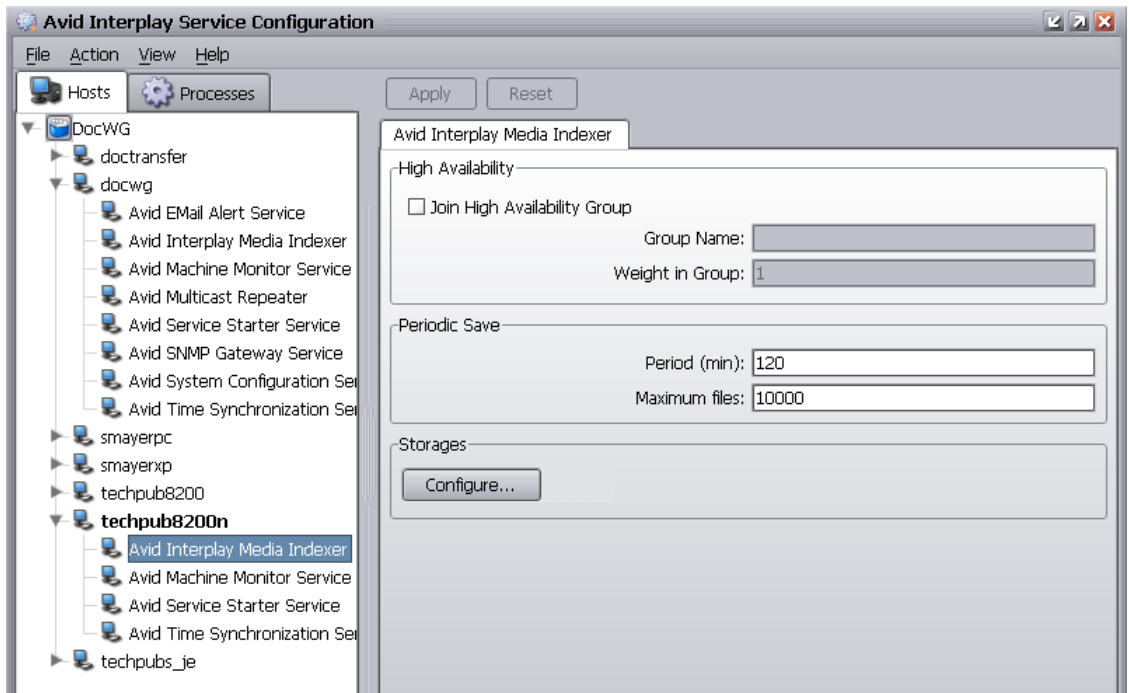 Avid Interplay Service Configuration
File Action View Help
Hosts Processes
Apply Reset
DocWG
doctransfer
docwg
Avid EMail Alert Service
Avid Interplay Media Indexer
Avid Machine Monitor Service
Avid Multicast Repeater
Avid Service Starter Service
Avid SNMP Gateway Service
Avid System Configuration Ser
Avid Time Synchronization Ser
smayerpc
smayerxp
techpub8200
techpub8200n
Avid Interplay Media Indexer
Avid Machine Monitor Service
Avid Service Starter Service
Avid Time Synchronization Ser
techpubs_je
Avid Interplay Media Indexer
High Availability
Join High Availability Group
Group Name:
Weight in Group: 1
Periodic Save
Period (min): 120
Maximum files: 10000
Storages
Configure...